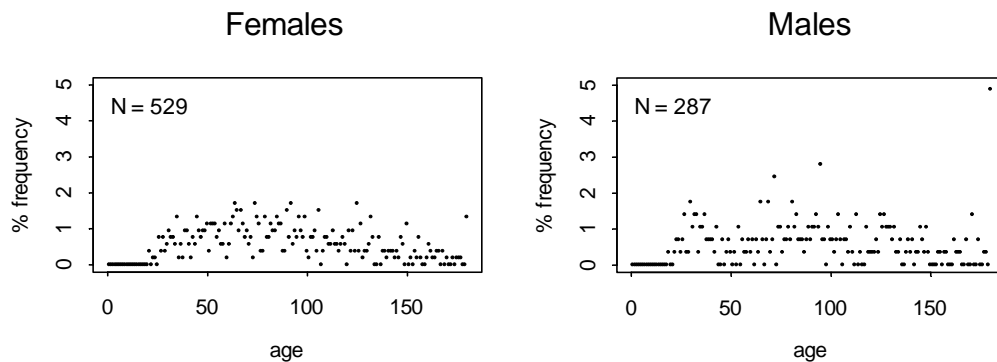 Females
% frequency
0 1 2 3 4 5
N = 529
0 50 100 150
age
Males
% frequency
0 1 2 3 4 5
N = 287
0 50 100 150
age